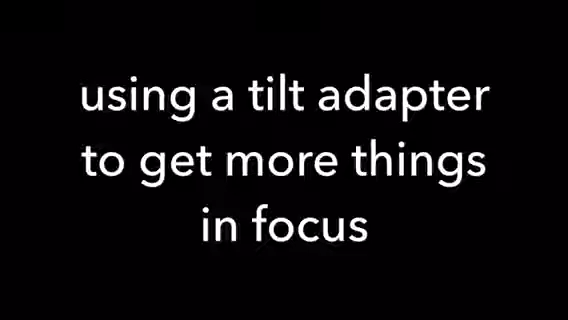 using a tilt adapter
to get more things
in focus